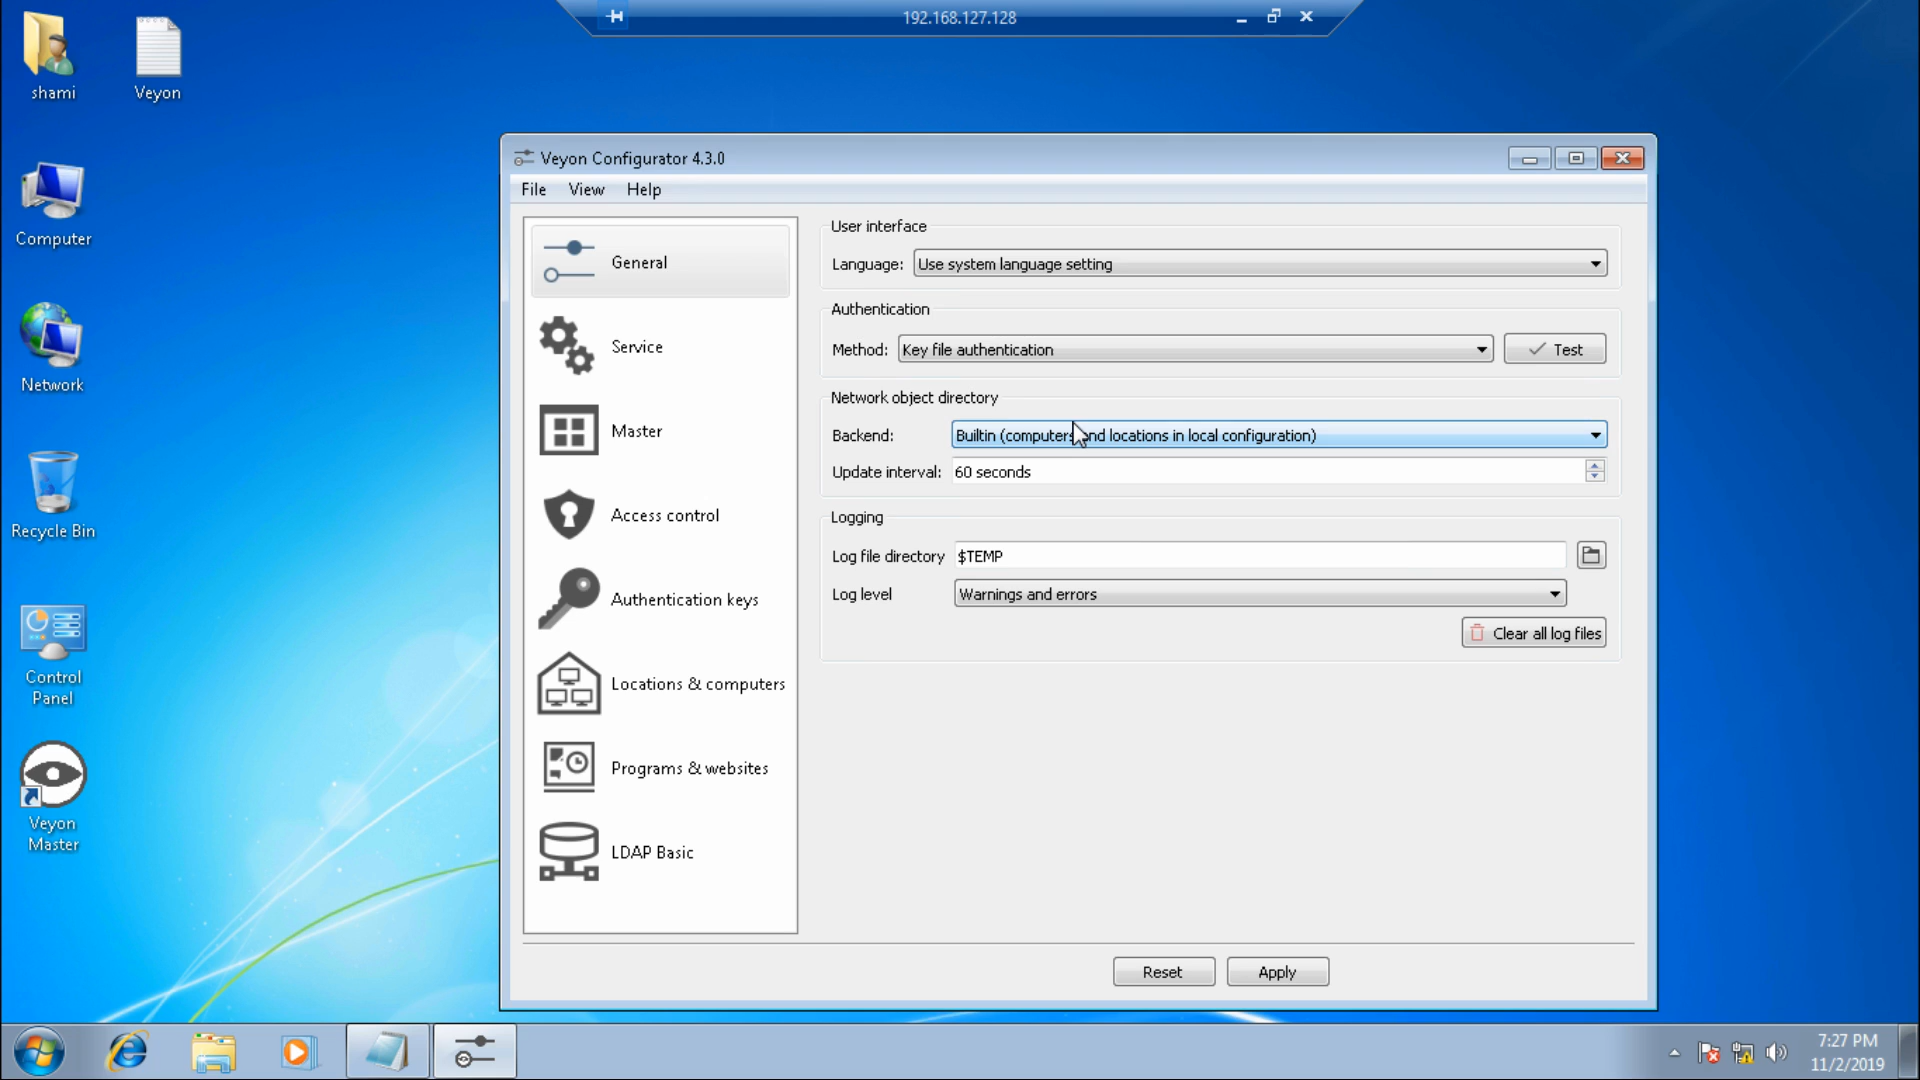 192.168.127.128
shami
Veyon
Computer
Network
Recycle Bin
Control
Panel
Veyon
Master
Veyon Configurator 4.3.0
File View Help
General
Service
Master
Access control
Authentication keys
Locations & computers
Programs & websites
LDAP Basic
User interface
Language: Use system language setting
Authentication
Method: Key file authentication Test
Network object directory
Backend: Builtin (computers and locations in local configuration)
Update interval: 60 seconds
Logging
Log file directory $TEMP
Log level Warnings and errors
Clear all log files
Reset Apply
7:27 PM
11/2/2019